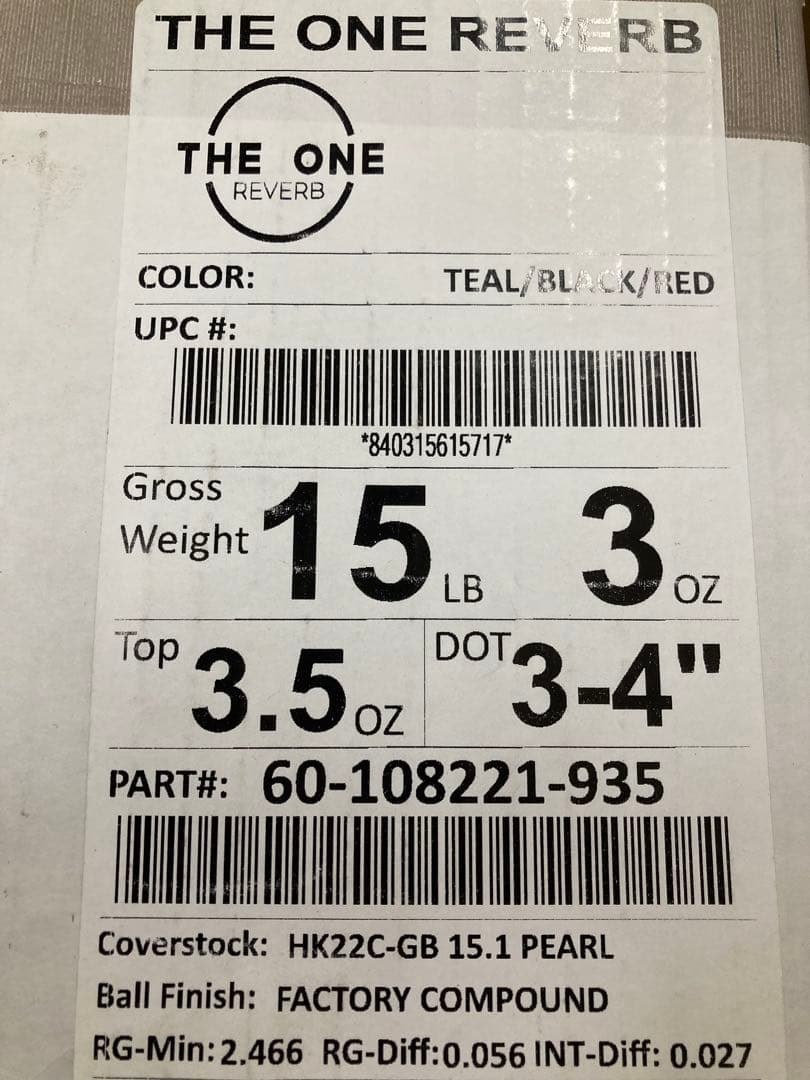 THE ONE REVERB
THE ONE
REVERB
COLOR: TEAL/BLACK/RED
UPC #:
*840315615717*
Gross Weight 15 LB 3 OZ
Top 3.5 OZ DOT 3-4"
PART#: 60-108221-935
Coverstock: HK22C-GB 15.1 PEARL
Ball Finish: FACTORY COMPOUND
RG-Min: 2.466 RG-Diff: 0.056 INT-Diff: 0.027